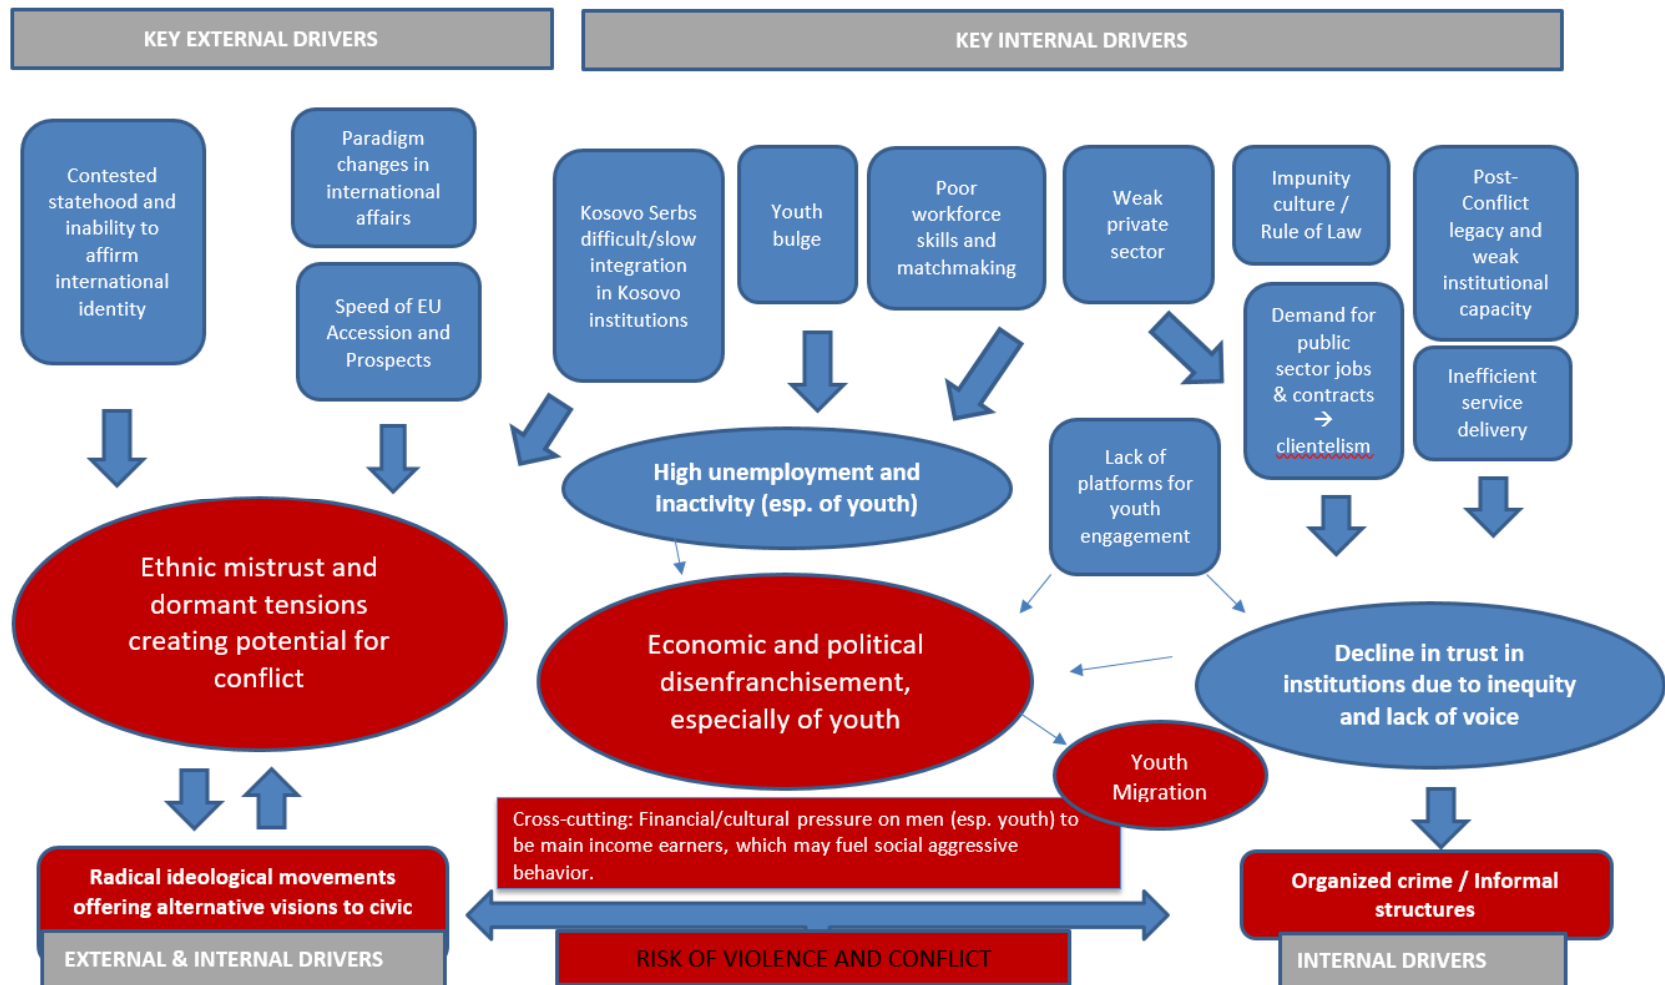 KEY EXTERNAL DRIVERS
KEY INTERNAL DRIVERS
Contested
statehood and
inability to
affirm
international
identity
Paradigm
changes in
international
affairs
Speed of EU
Accession and
Prospects
Kosovo Serbs
difficult/slow
integration
in Kosovo
institutions
Youth
bulge
Poor
workforce
skills and
matchmaking
Weak
private
sector
Impunity
culture /
Rule of Law
Demand for
public
sector jobs
& contracts
→
clientelism
Post-
Conflict
legacy and
weak
institutional
capacity
Inefficient
service
delivery
High unemployment and
inactivity (esp. of youth)
Lack of
platforms for
youth
engagement
Ethnic mistrust and
dormant tensions
creating potential for
conflict
Economic and political
disenfranchisement,
especially of youth
Decline in trust in
institutions due to inequity
and lack of voice
Youth
Migration
Cross-cutting: Financial/cultural pressure on men (esp. youth) to
be main income earners, which may fuel social aggressive
behavior.
Radical ideological movements
offering alternative visions to civic
Organized crime / Informal
structures
EXTERNAL & INTERNAL DRIVERS
RISK OF VIOLENCE AND CONFLICT
INTERNAL DRIVERS